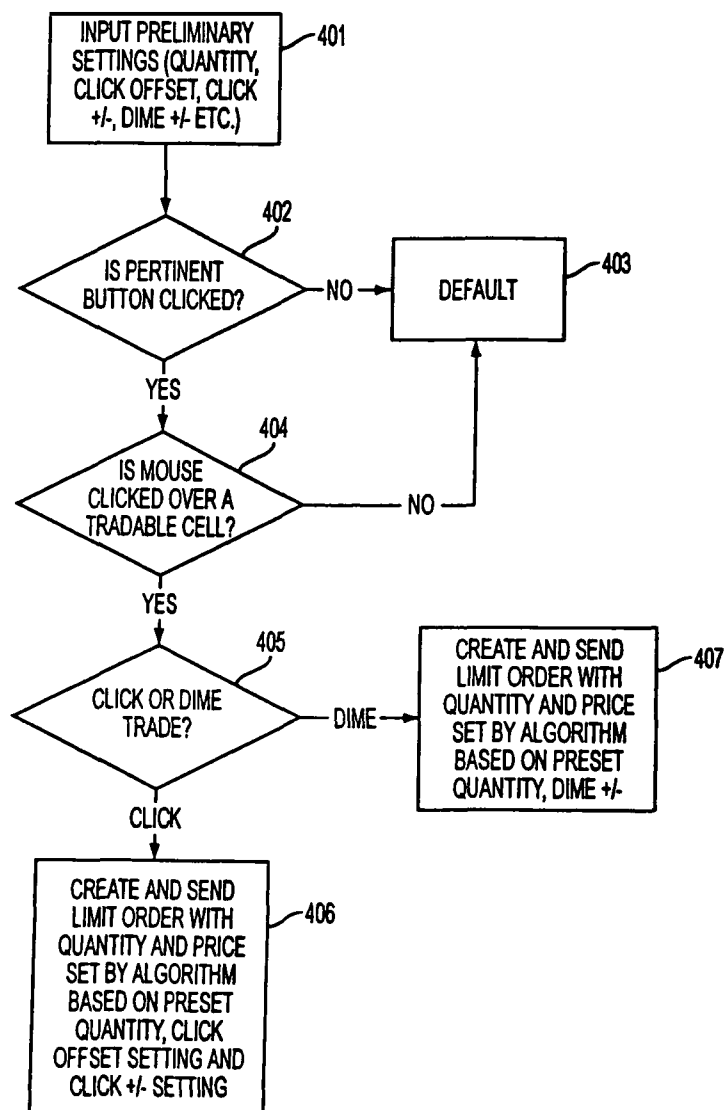 INPUT PRELIMINARY
SETTINGS (QUANTITY,
CLICK OFFSET, CLICK
+/-, DIME +/- ETC.)
401
402
IS PERTINENT
BUTTON CLICKED?
NO
DEFAULT
403
YES
404
IS MOUSE
CLICKED OVER A
TRADABLE CELL?
NO
YES
405
CLICK OR DIME
TRADE?
DIME
CREATE AND SEND
LIMIT ORDER WITH
QUANTITY AND PRICE
SET BY ALGORITHM
BASED ON PRESET
QUANTITY, DIME +/-
407
CLICK
CREATE AND SEND
LIMIT ORDER WITH
QUANTITY AND PRICE
SET BY ALGORITHM
BASED ON PRESET
QUANTITY, CLICK
OFFSET SETTING AND
CLICK +/- SETTING
406